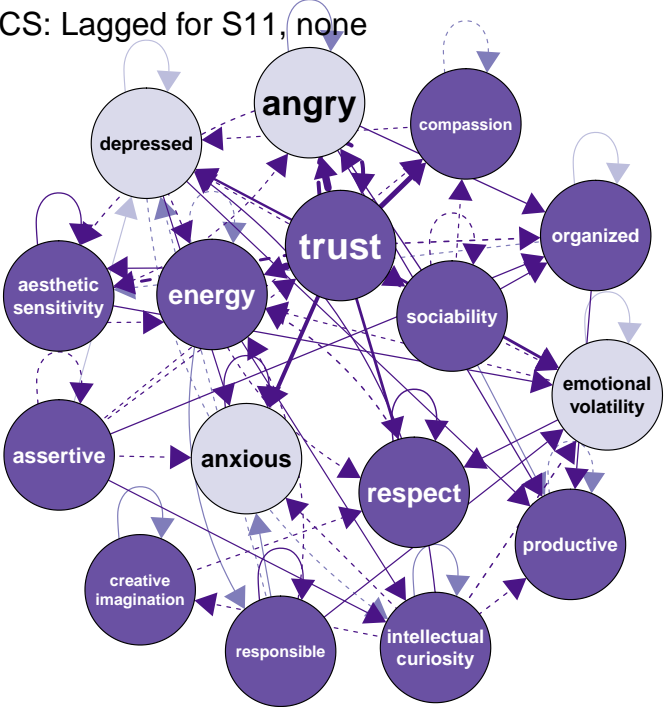 CS: Lagged for S11, none
angry
compassion
depressed
trust
organized
aesthetic
sensitivity
energy
sociability
emotional
volatility
assertive
anxious
respect
productive
creative
imagination
responsible
intellectual
curiosity